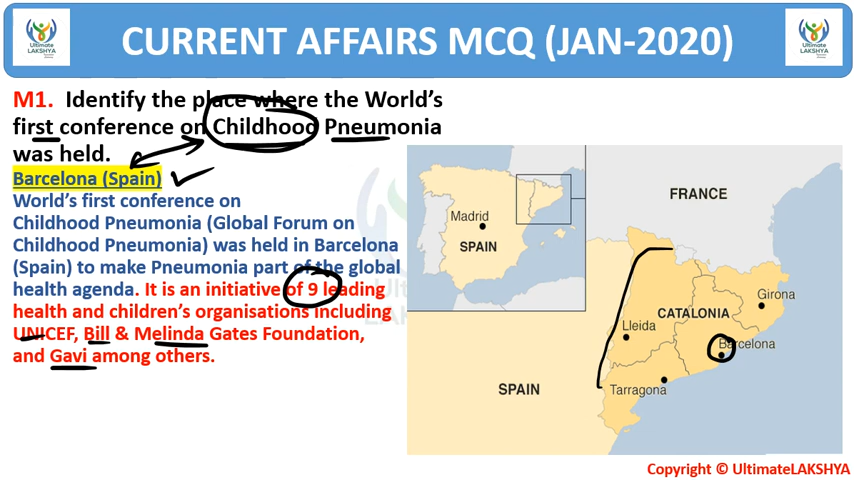 Ultimate
LAKSHYA
CURRENT AFFAIRS MCQ (JAN-2020)
Ultimate
LAKSHYA
M1. Identify the place where the World's
first conference on Childhood Pneumonia
was held.
Barcelona (Spain)
World's first conference on
Childhood Pneumonia (Global Forum on
Childhood Pneumonia) was held in Barcelona
(Spain) to make Pneumonia part of the global
health agenda. It is an initiative of 9 leading
health and children's organisations including
UNICEF, Bill & Melinda Gates Foundation,
and Gavi among others.
FRANCE
Madrid
SPAIN
Girona
CATALONIA
Lleida
Barcelona
SPAIN
Tarragona
Copyright © UltimateLAKSHYA